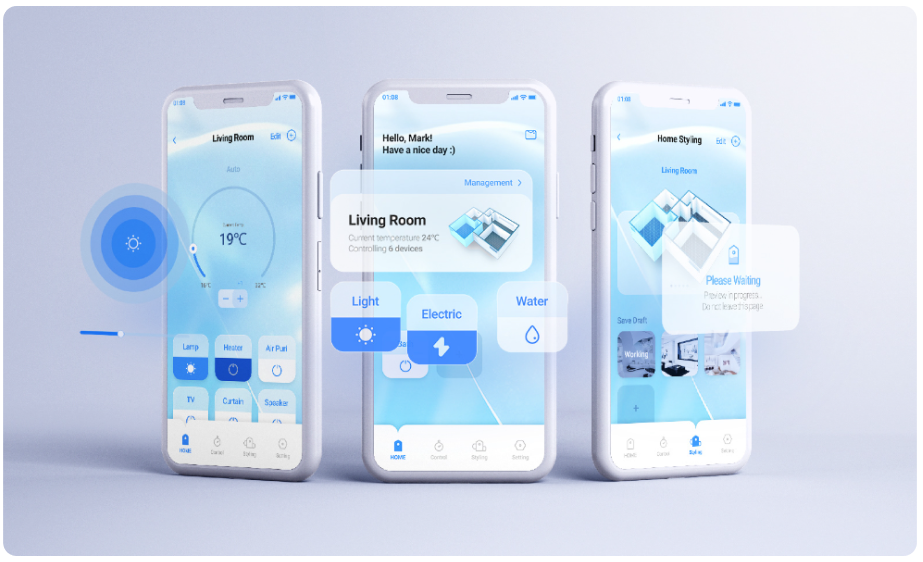 01:08
Living Room
Edit
Auto
Current Temp
19°C
16°C
22°C
Lamp
Heater
Air Puri
TV
Curtain
Speaker
HOME
Control
Styling
Setting
01:08
Hello, Mark!
Have a nice day :)
Management >
Living Room
Current temperature 24°C
Controlling 6 devices
Light
Electric
Water
HOME
Control
Styling
Setting
01:08
Home Styling
Edit
Living Room
Please Waiting
Preview in progress.
Do not leave this page
Save Draft
Working
+
HOME
Control
Styling
Setting